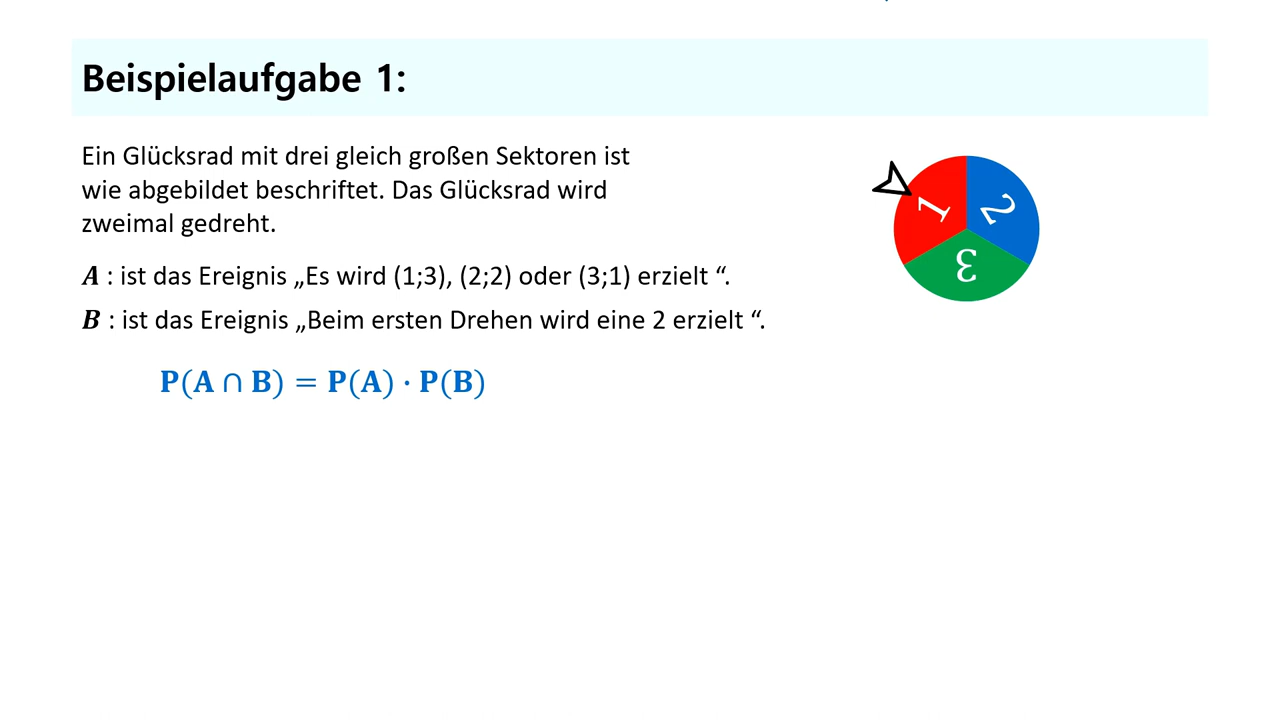 Beispielaufgabe 1:
Ein Glücksrad mit drei gleich großen Sektoren ist
wie abgebildet beschriftet. Das Glücksrad wird
zweimal gedreht.
A : ist das Ereignis „Es wird (1;3), (2;2) oder (3;1) erzielt “.
B : ist das Ereignis „Beim ersten Drehen wird eine 2 erzielt “.
P(A ∩ B) = P(A) · P(B)
1
2
3